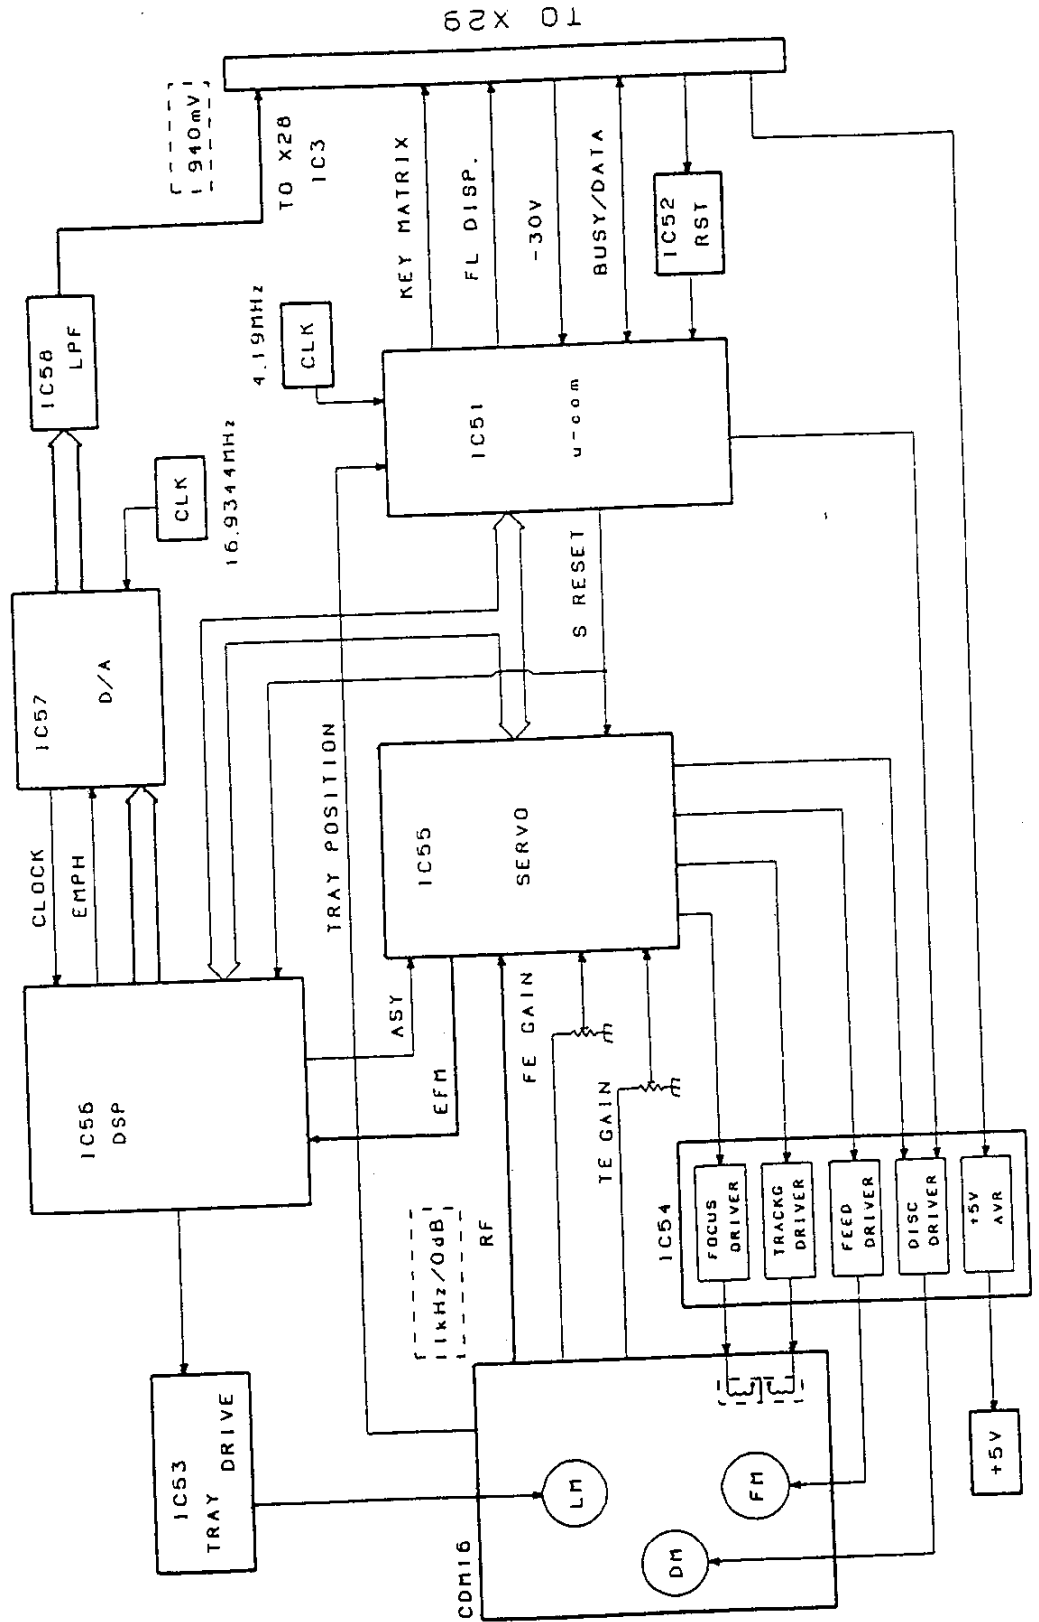 TO X29
940mV
TO X28
IC3
KEY MATRIX
FL DISP.
-30V
BUSY/DATA
IC52
RST
IC58
LPF
4.19MHz
CLK
16.9344MHz
CLK
IC51
u-com
IC57
D/A
S RESET
CLOCK
EMPH
TRAY POSITION
IC55
SERVO
IC56
DSP
ASY
EFM
RF
FE GAIN
TE GAIN
1kHz/0dB
IC54
FOCUS
DRIVER
TRACKG
DRIVER
FEED
DRIVER
DISC
DRIVER
+5V
AVR
IC53
TRAY DRIVE
CDM16
LM
FM
DM
+5V